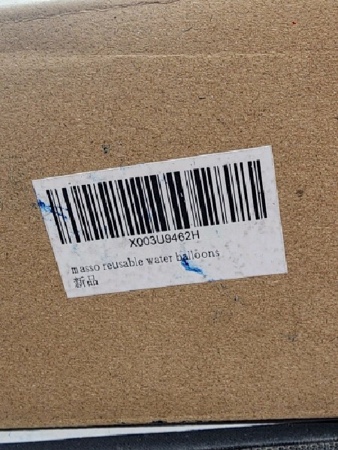 X003U9462H
masso reusable water balloons
新品